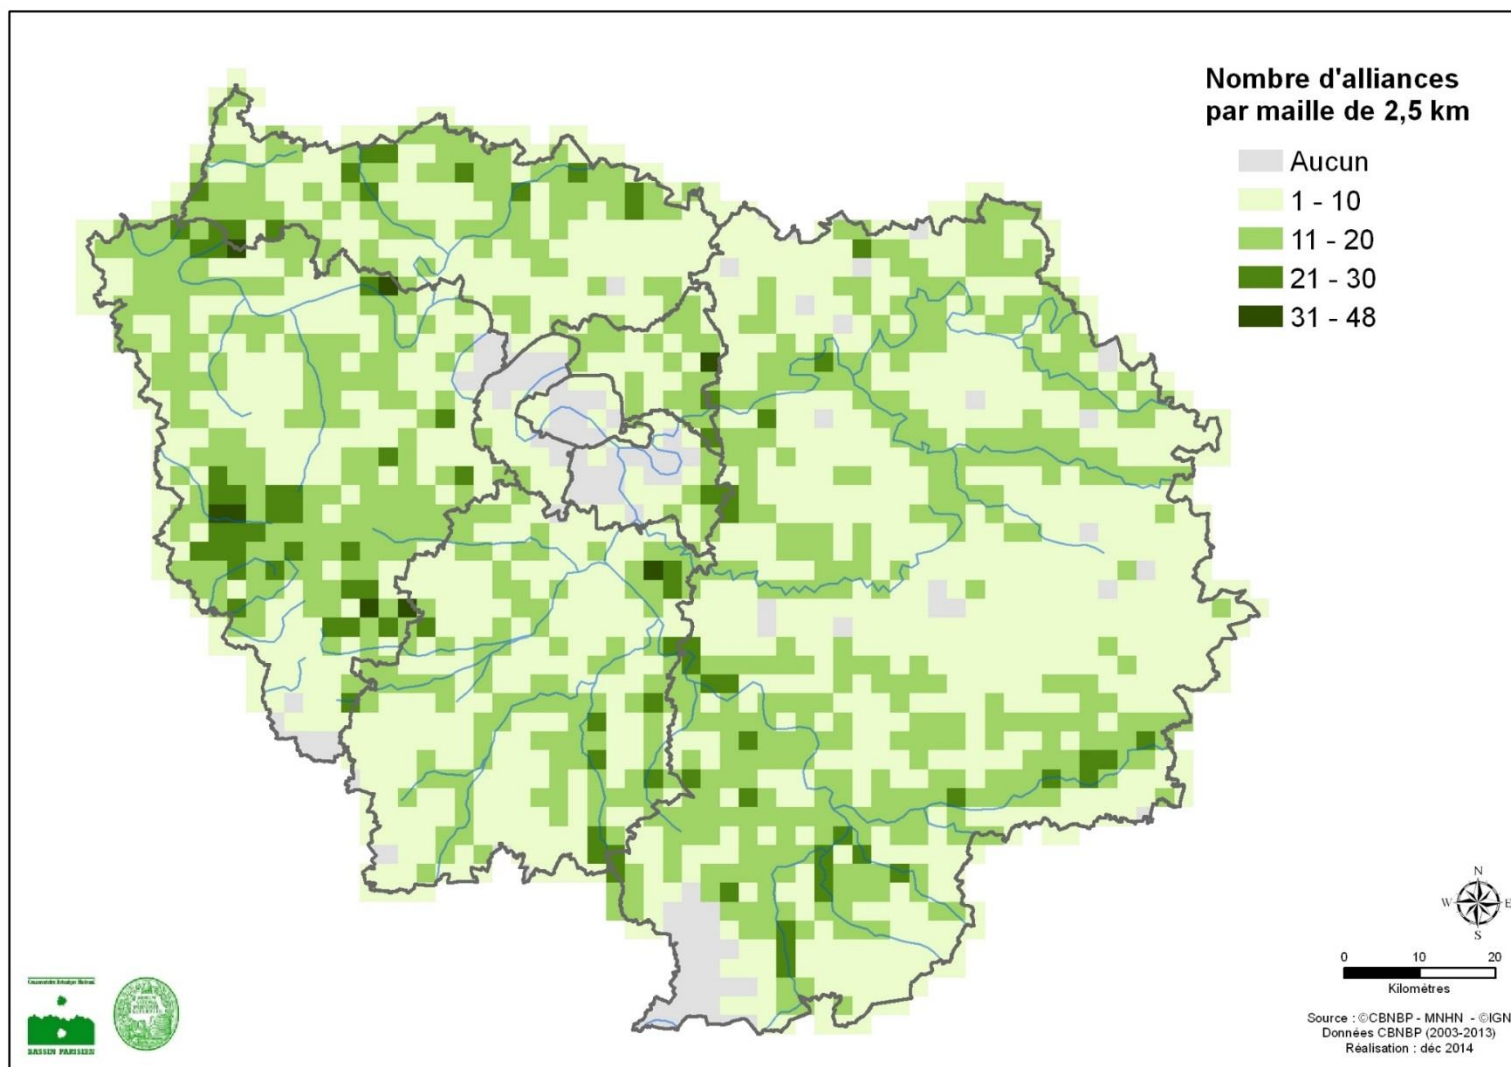 Nombre d'alliances
par maille de 2,5 km
Aucun
1 - 10
11 - 20
21 - 30
31 - 48
N
W E
S
0 10 20
Kilomètres
Source : ©CBNBP - MNHN - ©IGN
Données CBNBP (2003-2013)
Réalisation : déc 2014
BASSIN PARISIEN